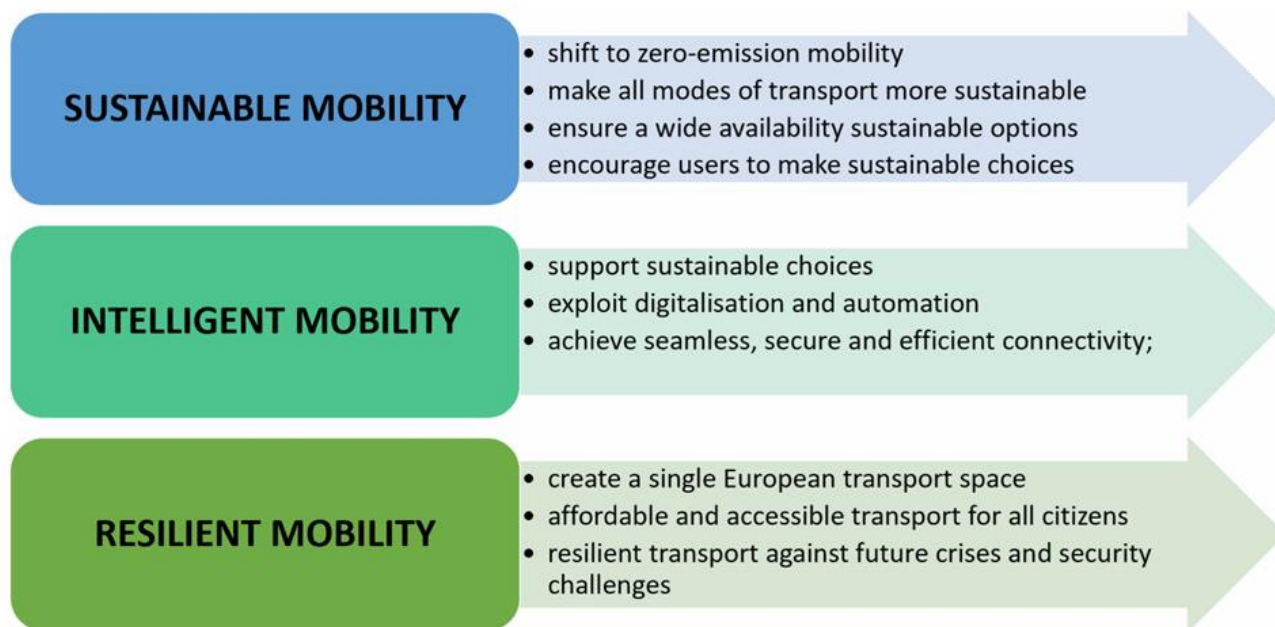 SUSTAINABLE MOBILITY
• shift to zero-emission mobility
• make all modes of transport more sustainable
• ensure a wide availability sustainable options
• encourage users to make sustainable choices
INTELLIGENT MOBILITY
• support sustainable choices
• exploit digitalisation and automation
• achieve seamless, secure and efficient connectivity;
RESILIENT MOBILITY
• create a single European transport space
• affordable and accessible transport for all citizens
• resilient transport against future crises and security
challenges